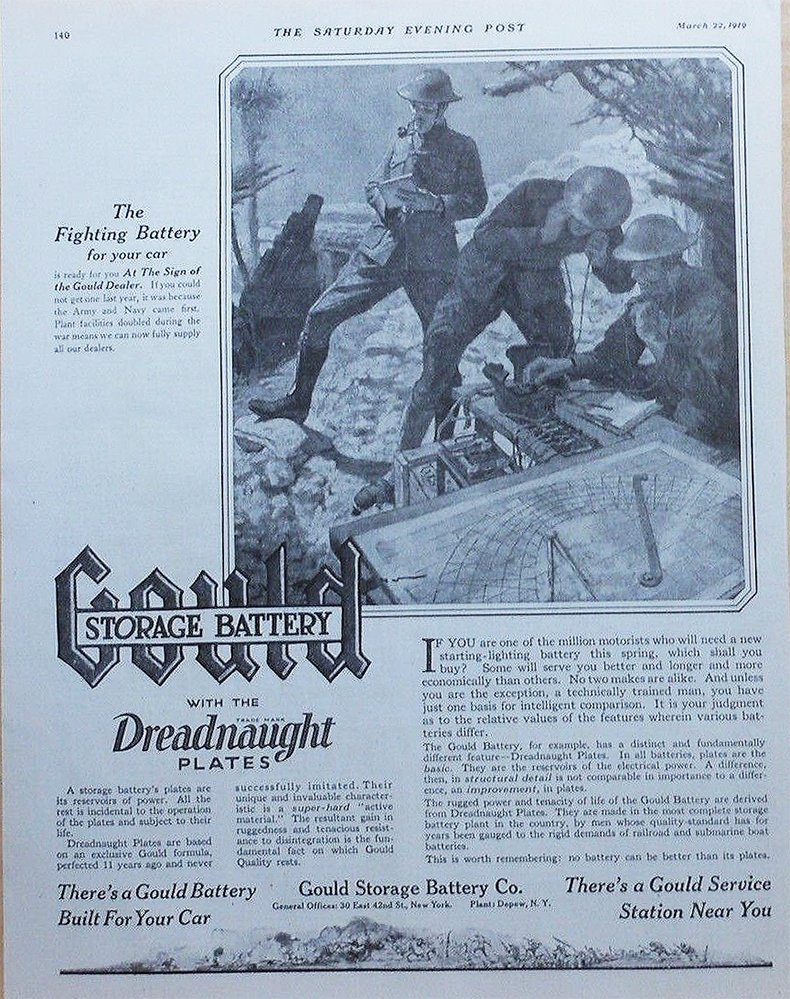 140
THE SATURDAY EVENING POST
March 22, 1919
The
Fighting Battery
for your car
is ready for you At The Sign of
the Gould Dealer. If you could
not get one last year, it was because
the Army and Navy came first.
Plant facilities doubled during the
war means we can now fully supply
all our dealers.
Gould
STORAGE BATTERY
WITH THE
TRADE MARK
Dreadnaught
PLATES
A storage battery's plates are
its reservoirs of power. All the
rest is incidental to the operation
of the plates and subject to their
life.
Dreadnaught Plates are based
on an exclusive Gould formula,
perfected 11 years ago and never
successfully imitated. Their
unique and invaluable character-
istic is a super-hard "active
material." The resultant gain in
ruggedness and tenacious resist-
ance to disintegration is the fun-
damental fact on which Gould
Quality rests.
IF YOU are one of the million motorists who will need a new
starting-lighting battery this spring, which shall you
buy? Some will serve you better and longer and more
economically than others. No two makes are alike. And unless
you are the exception, a technically trained man, you have
just one basis for intelligent comparison. It is your judgment
as to the relative values of the features wherein various bat-
teries differ.
The Gould Battery, for example, has a distinct and fundamentally
different feature—Dreadnaught Plates. In all batteries, plates are the
basic. They are the reservoirs of the electrical power. A difference,
then, in structural detail is not comparable in importance to a differ-
ence, an improvement, in plates.
The rugged power and tenacity of life of the Gould Battery are derived
from Dreadnaught Plates. They are made in the most complete storage
battery plant in the country, by men whose quality-standard has for
years been gauged to the rigid demands of railroad and submarine boat
batteries.
This is worth remembering: no battery can be better than its plates.
There's a Gould Battery
Built For Your Car
Gould Storage Battery Co.
General Offices: 30 East 42nd St., New York. Plant: Depew, N. Y.
There's a Gould Service
Station Near You